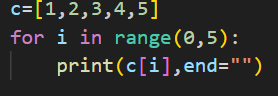 c=[1,2,3,4,5]
for i in range(0,5):
    print(c[i],end="")